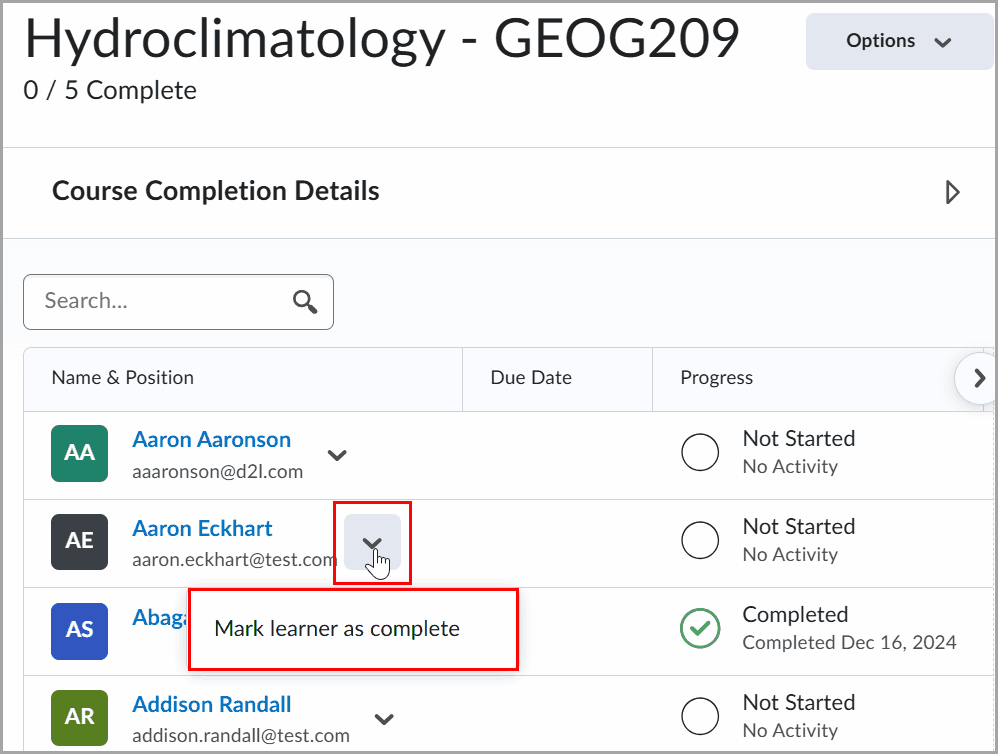 Hydroclimatology - GEOG209
Options
0 / 5 Complete
Course Completion Details
Search...
Name & Position
Due Date
Progress
AA
Aaron Aaronson
aaaronson@d2l.com
Not Started
No Activity
AE
Aaron Eckhart
aaron.eckhart@test.com
Not Started
No Activity
AS
Mark learner as complete
Completed
Completed Dec 16, 2024
AR
Addison Randall
addison.randall@test.com
Not Started
No Activity